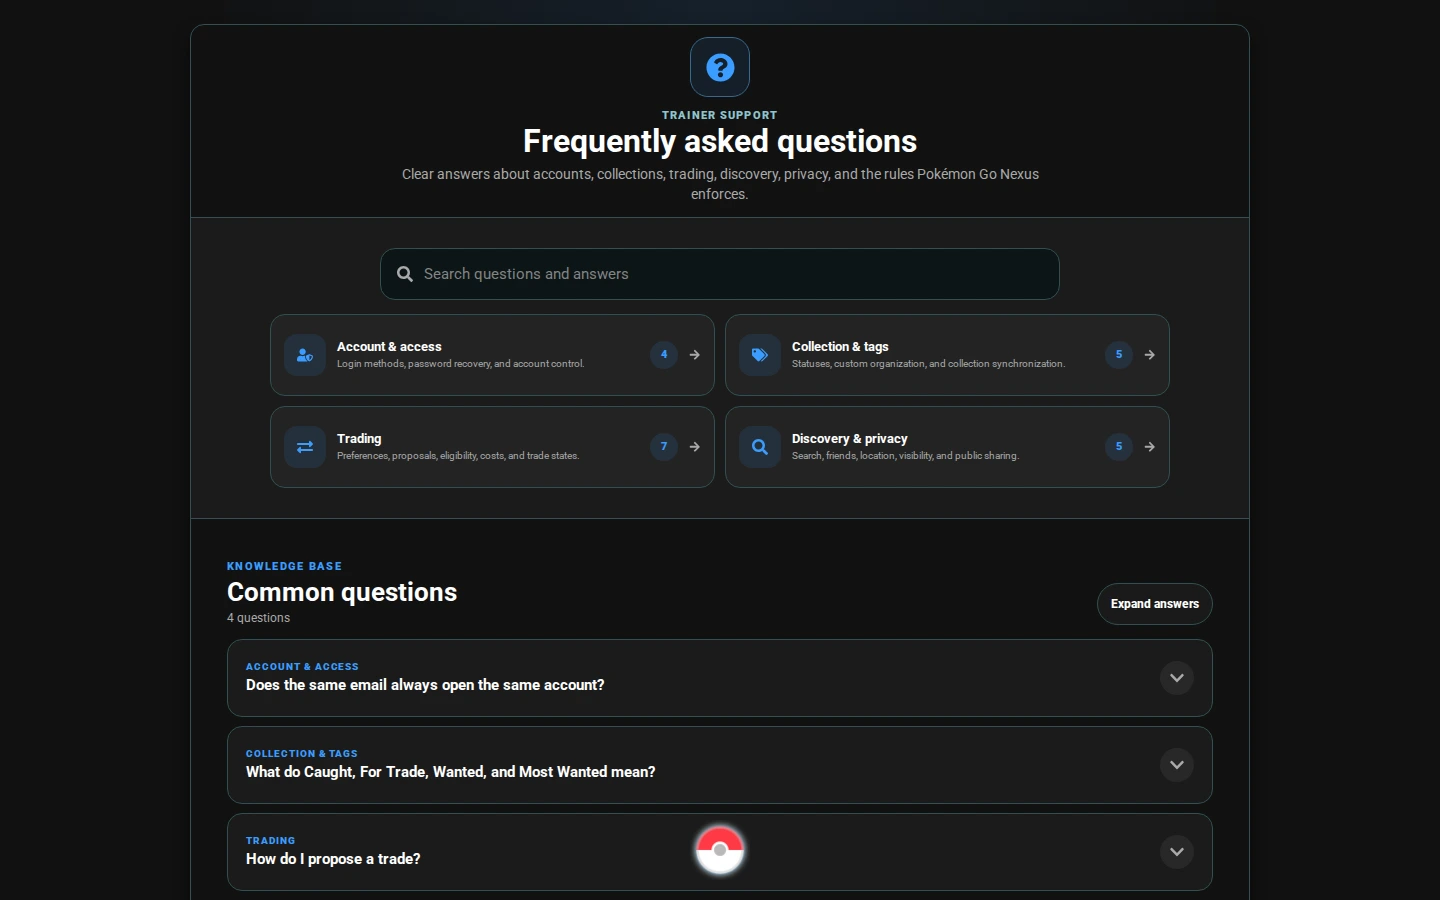 TRAINER SUPPORT
Frequently asked questions
Clear answers about accounts, collections, trading, discovery, privacy, and the rules Pokémon Go Nexus
enforces.
Search questions and answers
Account & access
Login methods, password recovery, and account control.
4
Collection & tags
Statuses, custom organization, and collection synchronization.
5
Trading
Preferences, proposals, eligibility, costs, and trade states.
7
Discovery & privacy
Search, friends, location, visibility, and public sharing.
5
KNOWLEDGE BASE
Common questions
4 questions
Expand answers
ACCOUNT & ACCESS
Does the same email always open the same account?
COLLECTION & TAGS
What do Caught, For Trade, Wanted, and Most Wanted mean?
TRADING
How do I propose a trade?